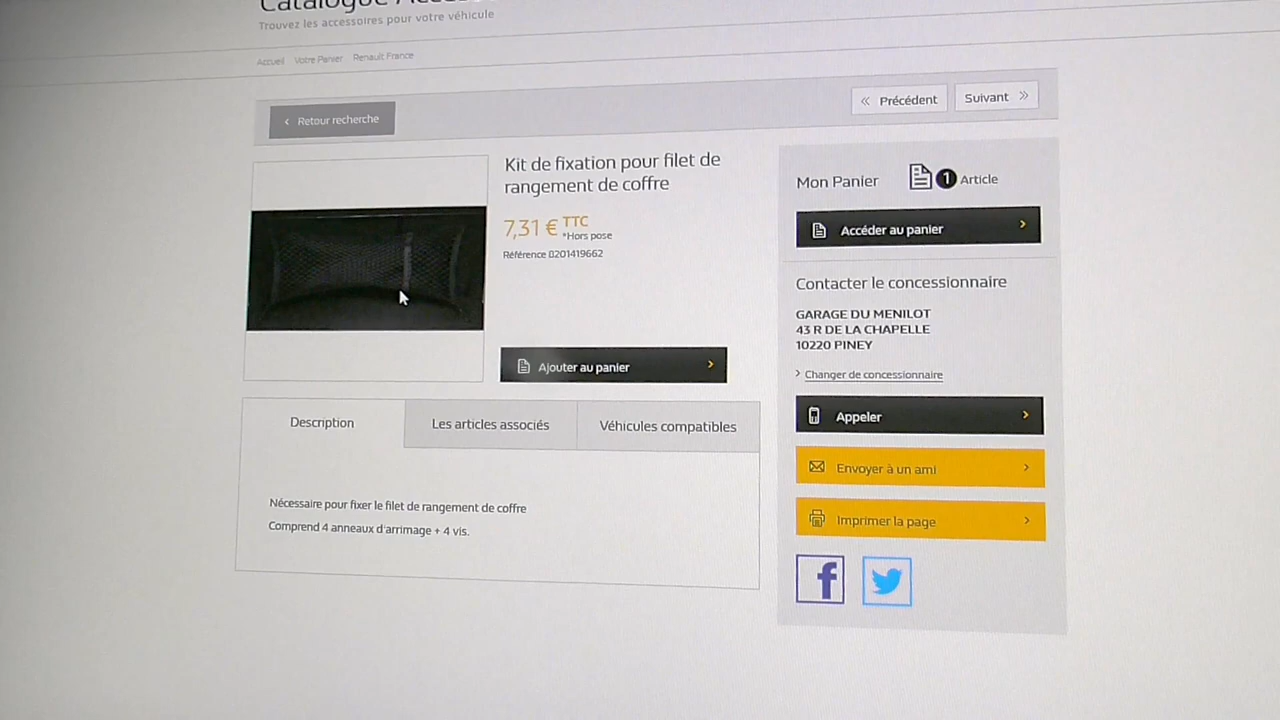 Catalogue
Trouvez les accessoires pour votre véhicule
Accueil Votre Panier Renault France
Retour recherche
Précédent
Suivant
Kit de fixation pour filet de
rangement de coffre
7,31 € TTC
*Hors pose
Référence 8201419662
Ajouter au panier
Description
Les articles associés
Véhicules compatibles
Nécessaire pour fixer le filet de rangement de coffre
Comprend 4 anneaux d'arrimage + 4 vis.
Mon Panier 1 Article
Accéder au panier
Contacter le concessionnaire
GARAGE DU MENILOT
43 R DE LA CHAPELLE
10220 PINEY
Changer de concessionnaire
Appeler
Envoyer à un ami
Imprimer la page